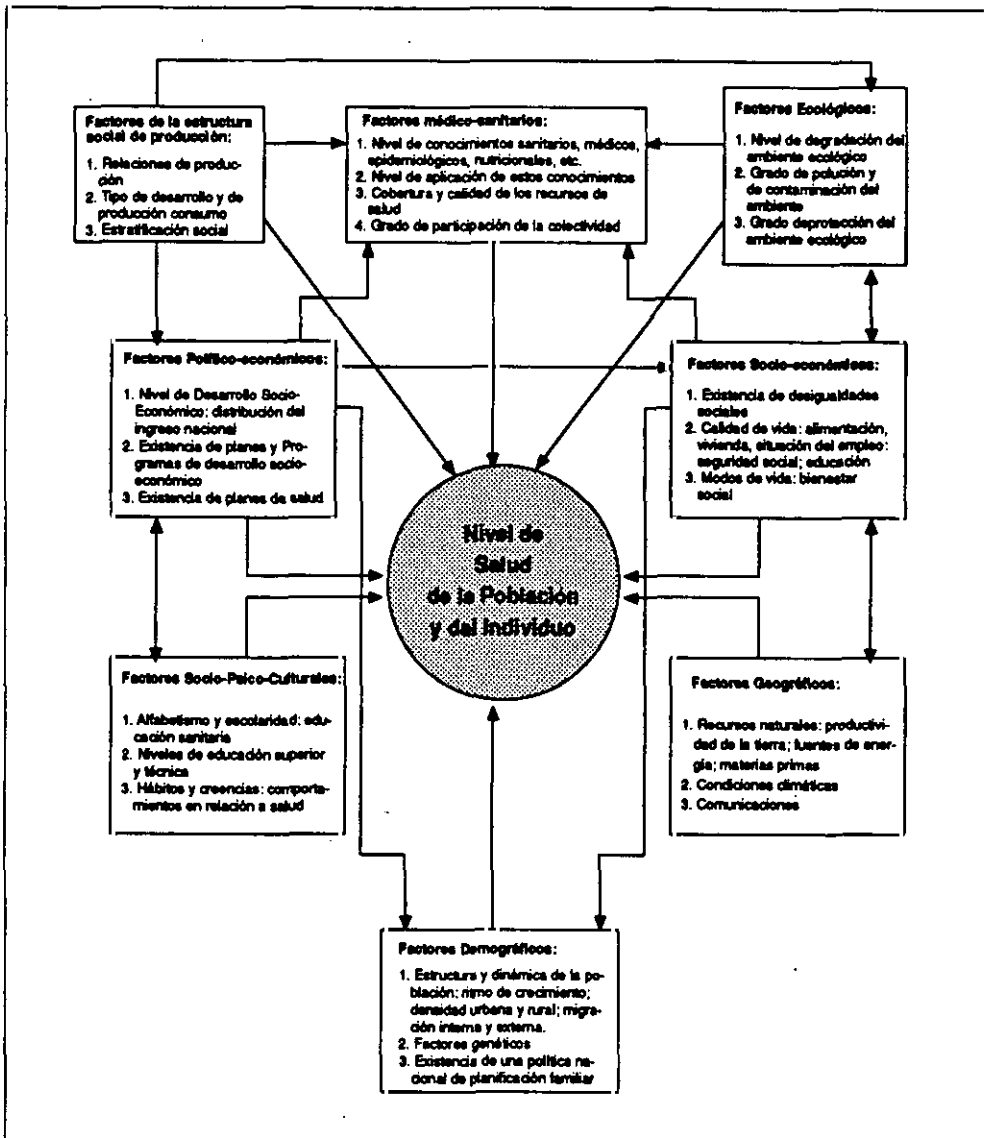 Factores de la estructura
social de producción:
1. Relaciones de produc-
ción
2. Tipo de desarrollo y de
producción consumo
3. Estratificación social
Factores médico-sanitarios:
1. Nivel de conocimientos sanitarios, médicos,
epidemiológicos, nutricionales, etc.
2. Nivel de aplicación de estos conocimientos
3. Cobertura y calidad de los recursos de
salud
4. Grado de participación de la colectividad
Factores Ecológicos:
1. Nivel de degradación del
ambiente ecológico
2. Grado de polución y
de contaminación del
ambiente
3. Grado deprotección del
ambiente ecológico
Factores Político-económicos:
1. Nivel de Desarrollo Socio-
Económico: distribución del
ingreso nacional
2. Existencia de planes y Pro-
gramas de desarrollo socio-
económico
3. Existencia de planes de salud
Factores Socio-económicos:
1. Existencia de desigualdades
sociales
2. Calidad de vida: alimentación,
vivienda, situación del empleo:
seguridad social; educación
3. Modos de vida: bienestar
social
Nivel de
Salud
de la Población
y del Individuo
Factores Socio-Psico-Culturales:
1. Alfabetismo y escolaridad: edu-
cación sanitaria
2. Niveles de educación superior
y técnica
3. Hábitos y creencias: comporta-
mientos en relación a salud
Factores Geográficos:
1. Recursos naturales: productivi-
dad de la tierra; fuentes de ener-
gía; materias primas
2. Condiciones climáticas
3. Comunicaciones
Factores Demográficos:
1. Estructura y dinámica de la po-
blación: ritmo de crecimiento;
densidad urbana y rural; migra-
ción interna y externa.
2. Factores genéticos
3. Existencia de una política na-
cional de planificación familiar